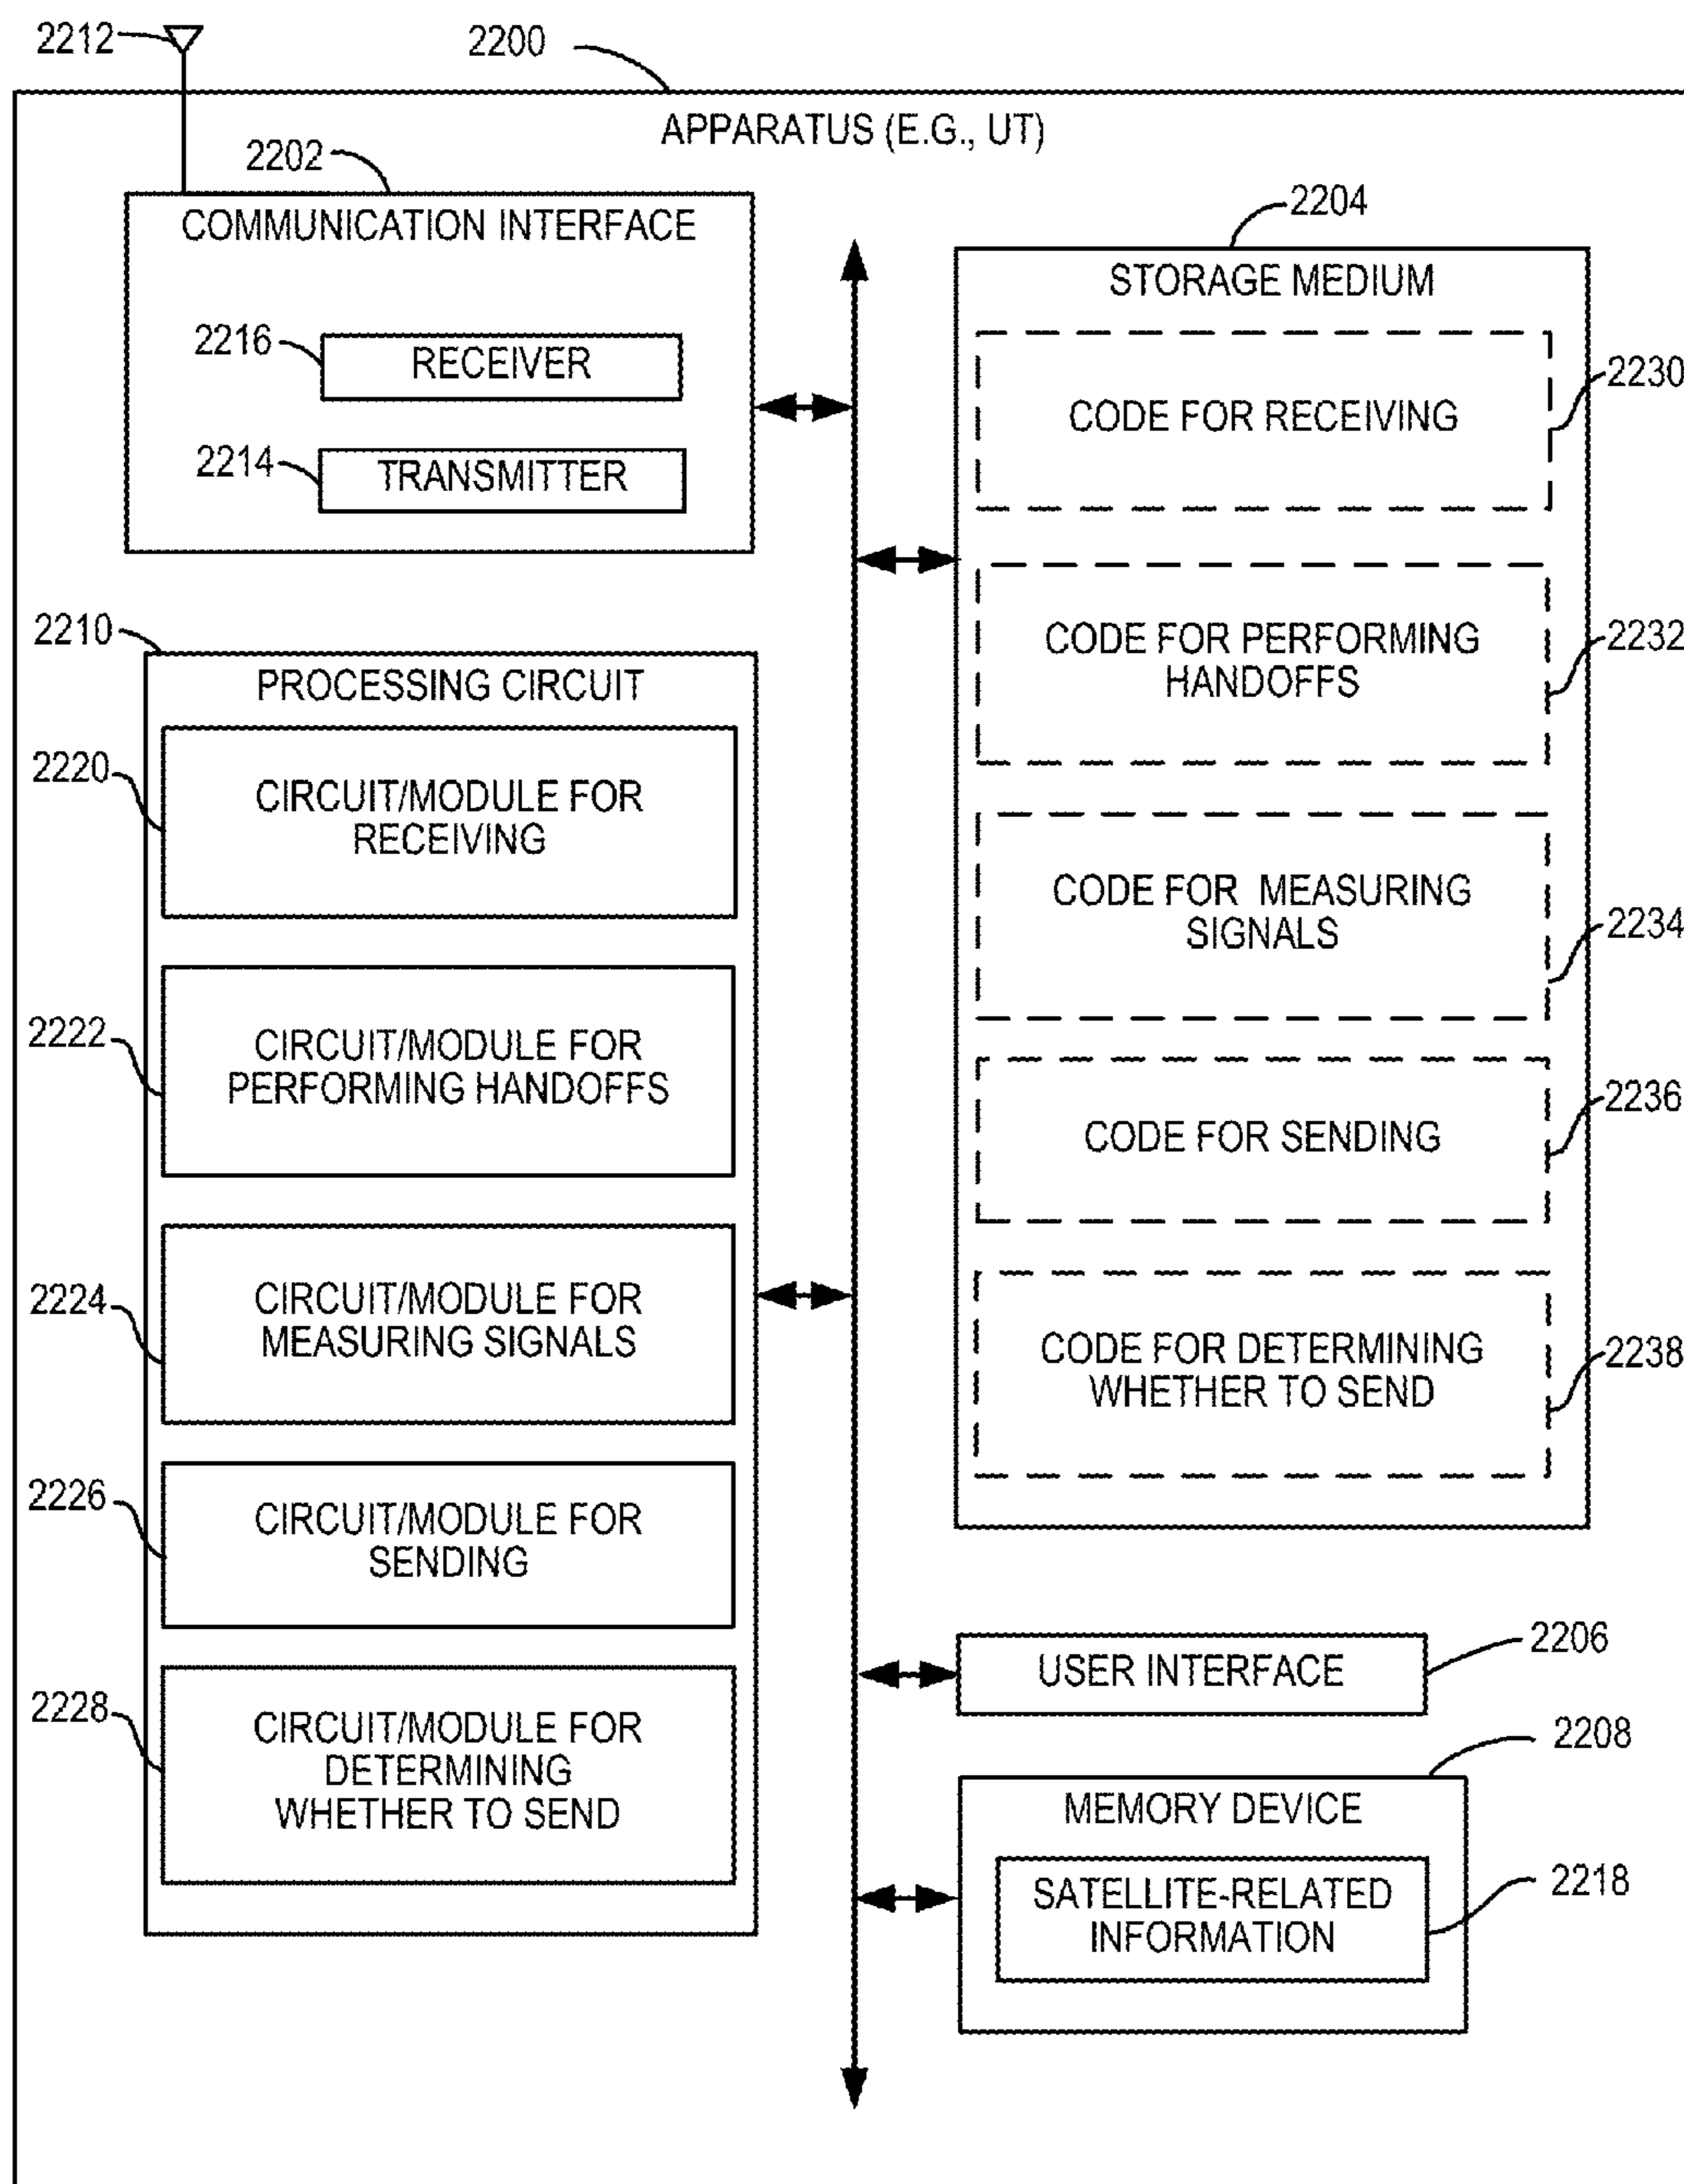 2212
2200
APPARATUS (E.G., UT)
2202
COMMUNICATION INTERFACE
2216
RECEIVER
2214
TRANSMITTER
2204
STORAGE MEDIUM
CODE FOR RECEIVING
2230
CODE FOR PERFORMING
HANDOFFS
2232
CODE FOR MEASURING
SIGNALS
2234
CODE FOR SENDING
2236
CODE FOR DETERMINING
WHETHER TO SEND
2238
2210
PROCESSING CIRCUIT
2220
CIRCUIT/MODULE FOR
RECEIVING
2222
CIRCUIT/MODULE FOR
PERFORMING HANDOFFS
2224
CIRCUIT/MODULE FOR
MEASURING SIGNALS
2226
CIRCUIT/MODULE FOR
SENDING
2228
CIRCUIT/MODULE FOR
DETERMINING
WHETHER TO SEND
USER INTERFACE
2206
2208
MEMORY DEVICE
SATELLITE-RELATED
INFORMATION
2218